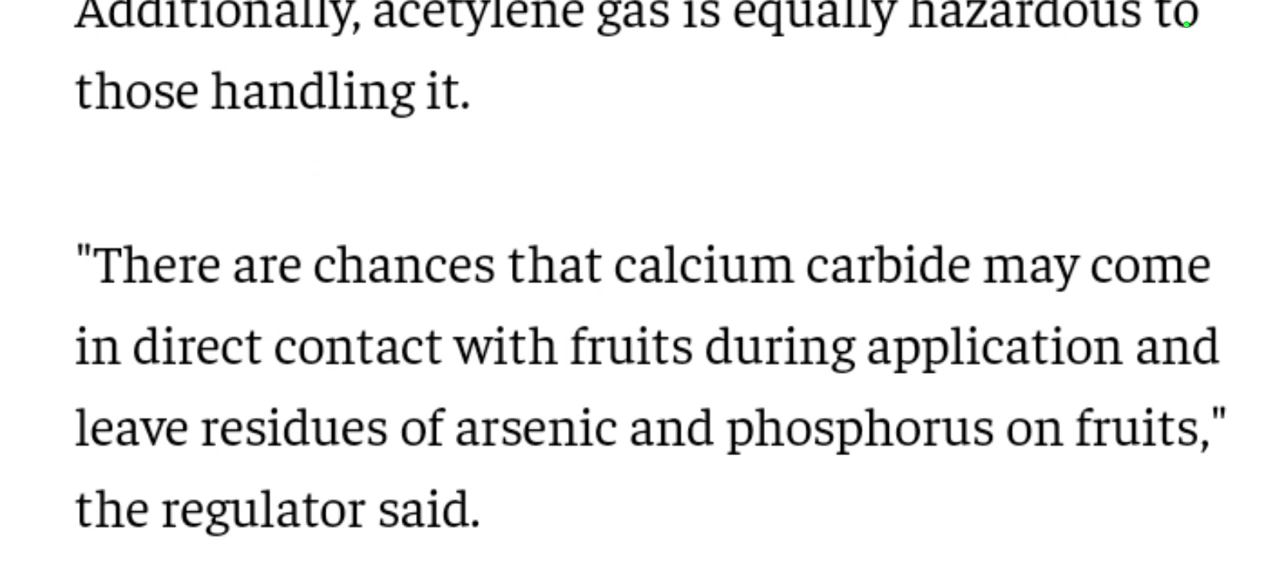 Additionally, acetylene gas is equally hazardous to
those handling it.
"There are chances that calcium carbide may come
in direct contact with fruits during application and
leave residues of arsenic and phosphorus on fruits,"
the regulator said.